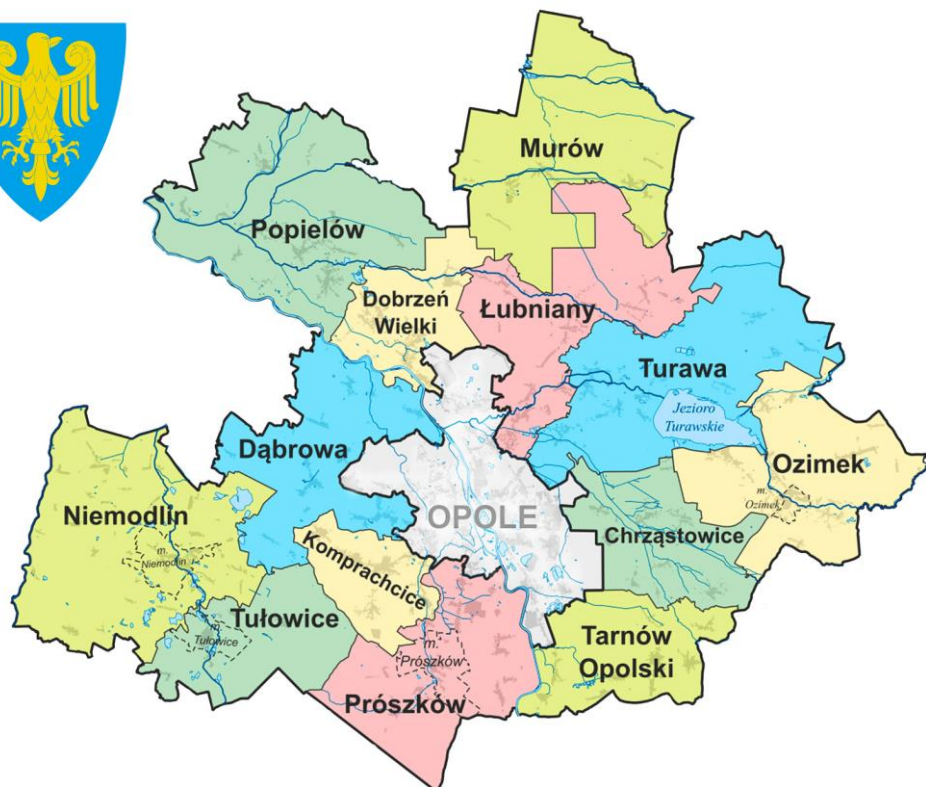 Murów
Popielów
Dobrzeń
Wielki
Łubniany
Turawa
Jezioro
Turawskie
Dąbrowa
Ozimek
m.
Ozimek
Niemodlin
m.
Niemodlin
OPOLE
Chrząstowice
Komprachcice
Tułowice
m.
Tułowice
Tarnów
Opolski
m.
Prószków
Prószków